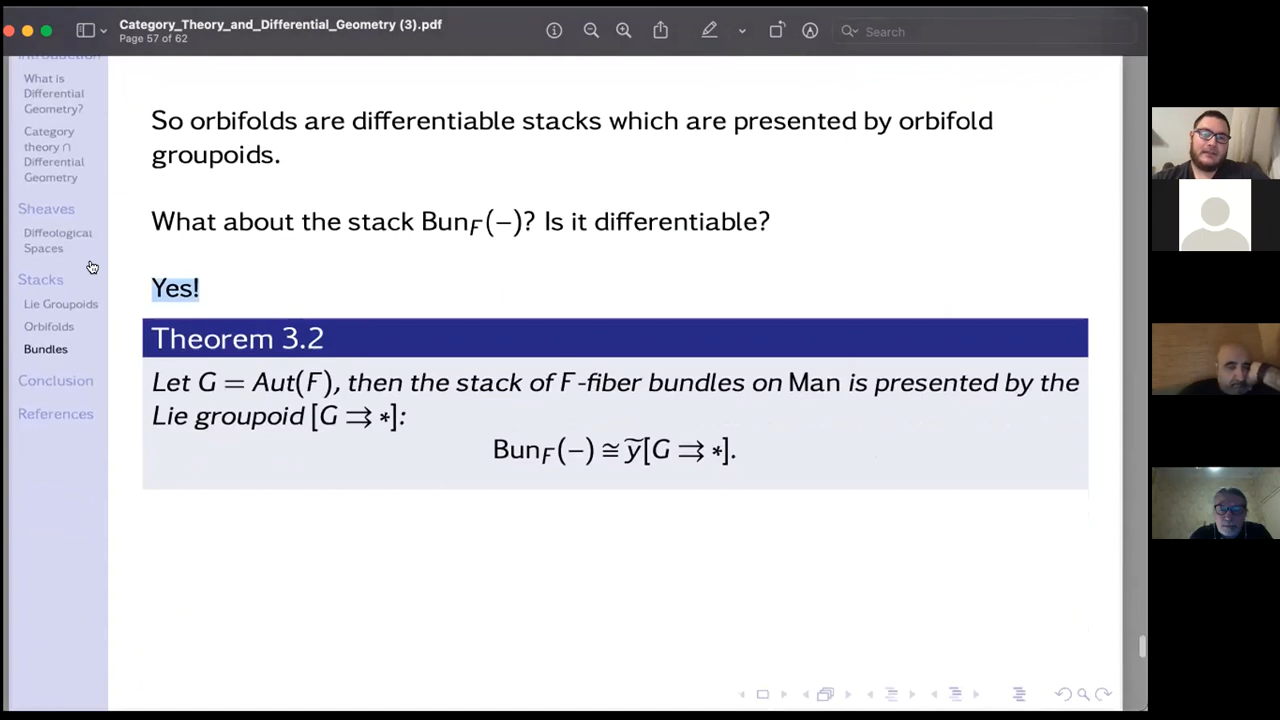 Category_Theory_and_Differential_Geometry (3).pdf
Page 57 of 62
Search
Introduction
What is
Differential
Geometry?
Category
theory ∩
Differential
Geometry
Sheaves
Diffeological
Spaces
Stacks
Lie Groupoids
Orbifolds
Bundles
Conclusion
References
So orbifolds are differentiable stacks which are presented by orbifold
groupoids.
What about the stack Bun_F(−)? Is it differentiable?
Yes!
Theorem 3.2
Let G = Aut(F), then the stack of F-fiber bundles on Man is presented by the
Lie groupoid [G ⇉ *]:
Bun_F(−) ≅ ỹ[G ⇉ *].